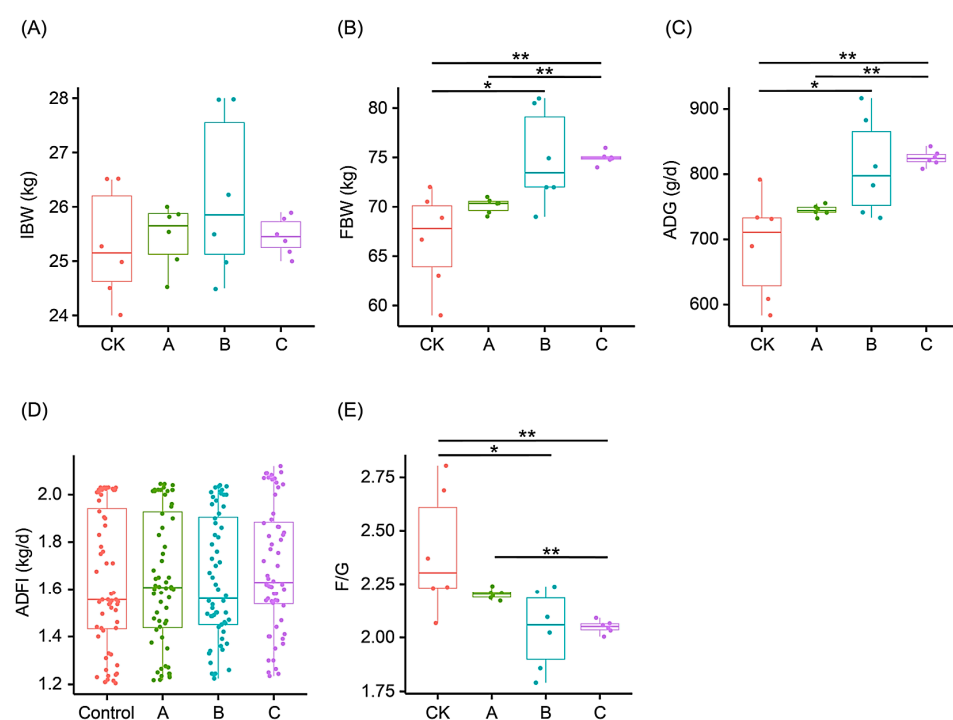 (A)
IBW (kg)
28
27
26
25
24
CK A B C
(B)
** 
**
*
FBW (kg)
80
75
70
65
60
CK A B C
(C)
**
**
*
ADG (g/d)
900
800
700
600
CK A B C
(D)
ADFI (kg/d)
2.0
1.8
1.6
1.4
1.2
Control A B C
(E)
**
*
**
F/G
2.75
2.50
2.25
2.00
1.75
CK A B C